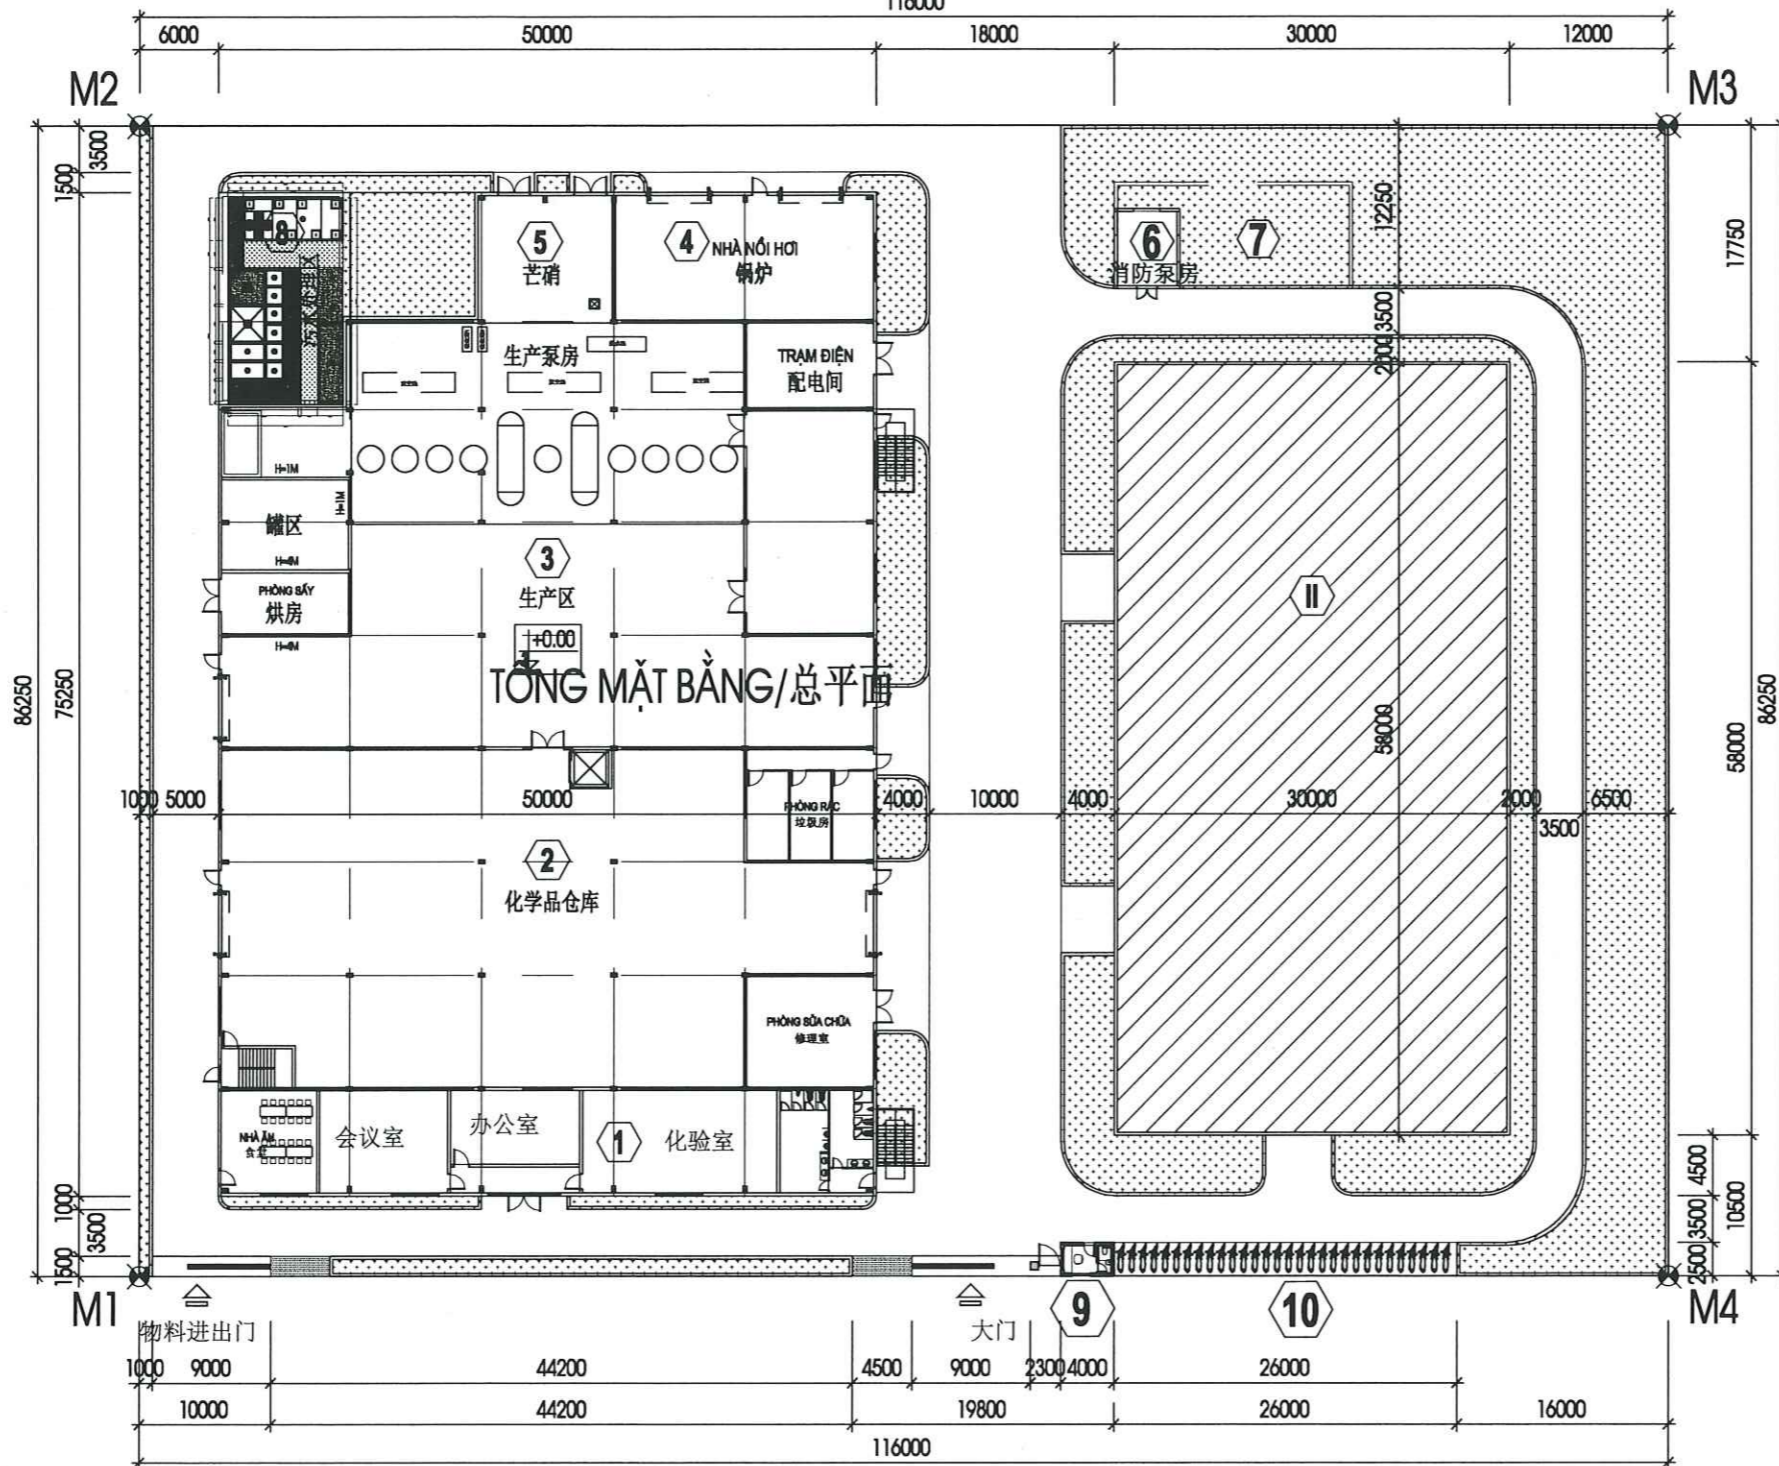 116000
6000 50000 18000 30000 12000
M2
M3
3500
1500
12250
17750
8
5
芒硝
4
NHÀ NỒI HƠI
锅炉
6
消防泵房
7
3500
2000
生产泵房
TRẠM ĐIỆN
配电间
H=1M
H=1M
罐区
H=4M
PHÒNG SẤY
烘房
H=4M
3
生产区
+0.00
II
TỔNG MẶT BẰNG/总平面
86250
75250
58000
58000
86250
1000 5000 50000 4000 10000 4000 30000 2000 6500
3500
PHÒNG RÁC
垃圾房
2
化学品仓库
PHÒNG SỬA CHỮA
修理室
NHÀ ĂN
食堂
会议室
办公室
1
化验室
1000
3500
1500
4500
3500
2500
10500
M1
M4
9
10
物料进出门
大门
1000 9000 44200 4500 9000 2300 4000 26000
10000 44200 19800 26000 16000
116000